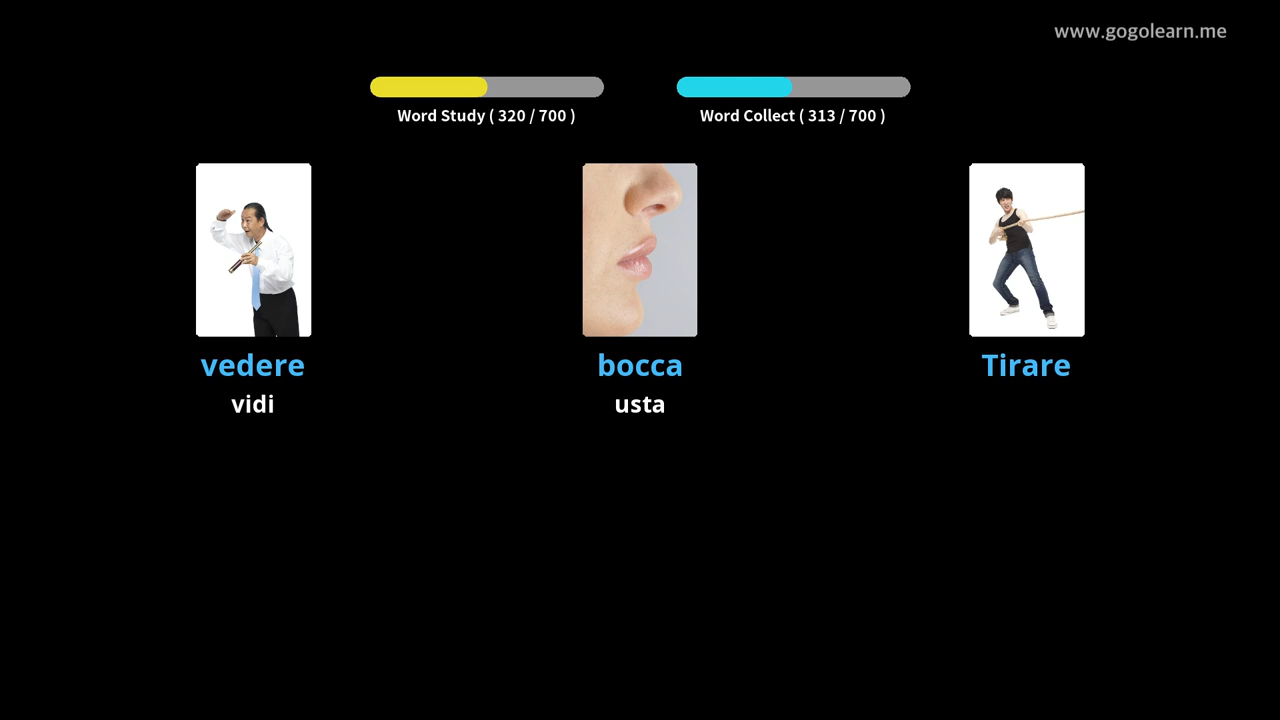 www.gogolearn.me
Word Study ( 320 / 700 )
Word Collect ( 313 / 700 )
vedere
vidi
bocca
usta
Tirare